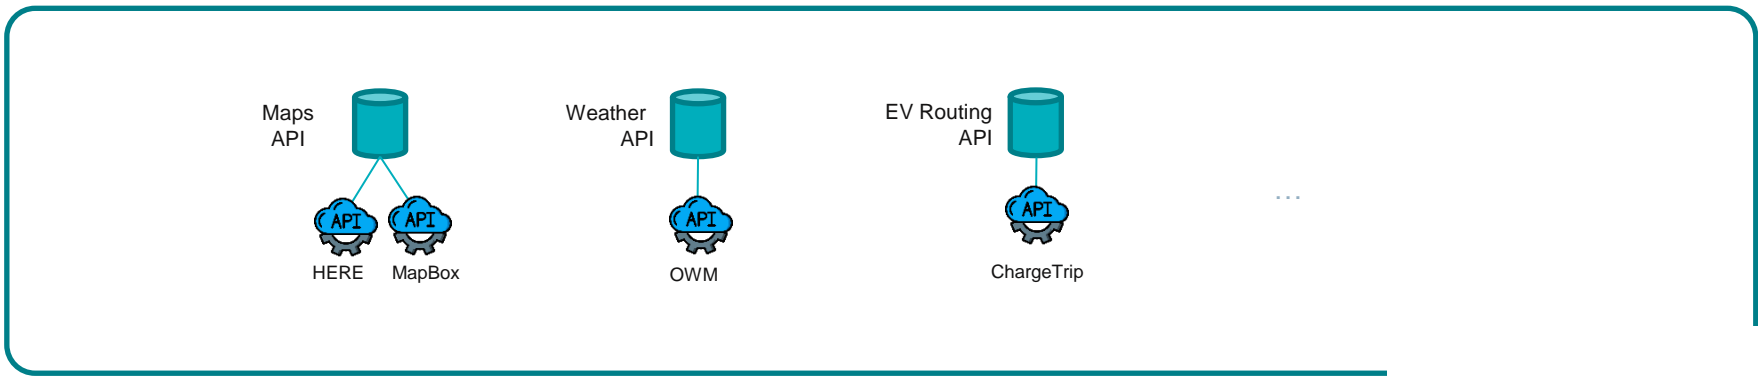 Maps
API
Weather
API
EV Routing
API
API
API
API
API
...
HERE
MapBox
OWM
ChargeTrip